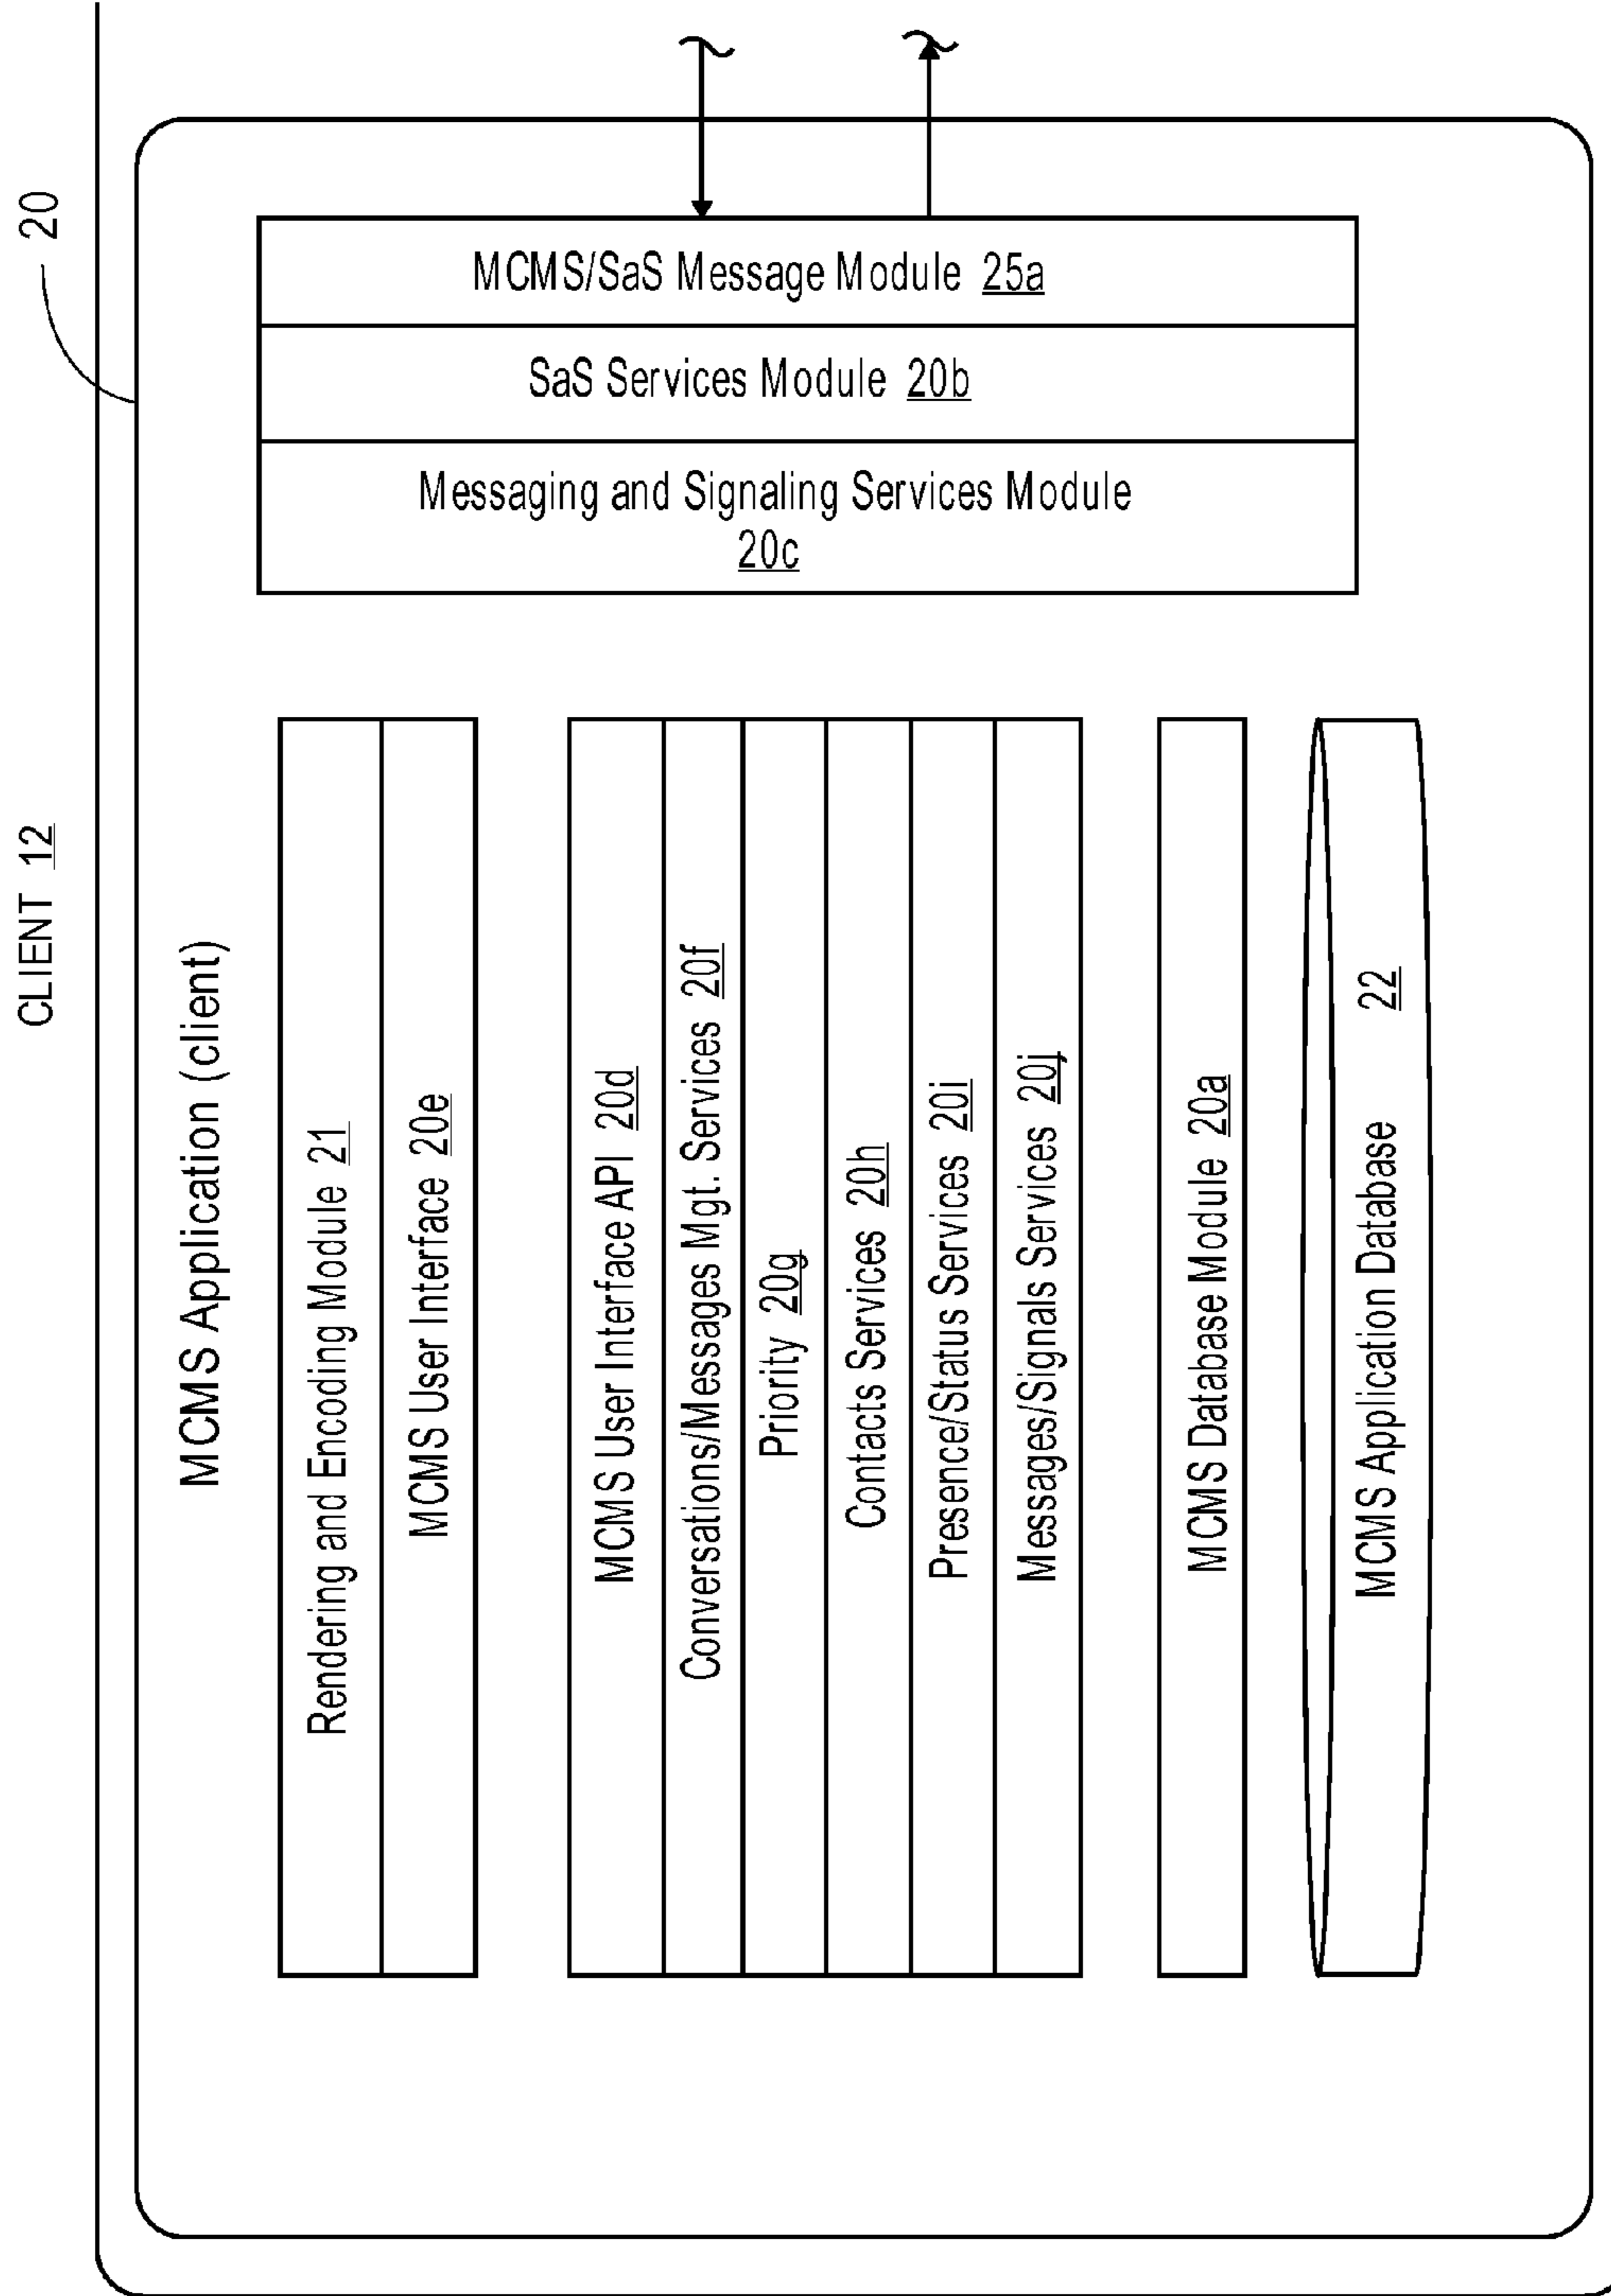 CLIENT 12
20
MCMS Application (client)
Rendering and Encoding Module 21
MCMS User Interface 20e
MCMS User Interface API 20d
Conversations/Messages Mgt. Services 20f
Priority 20g
Contacts Services 20h
Presence/Status Services 20i
Messages/Signals Services 20j
MCMS Database Module 20a
MCMS Application Database 22
MCMS/SaS Message Module 25a
SaS Services Module 20b
Messaging and Signaling Services Module
20c